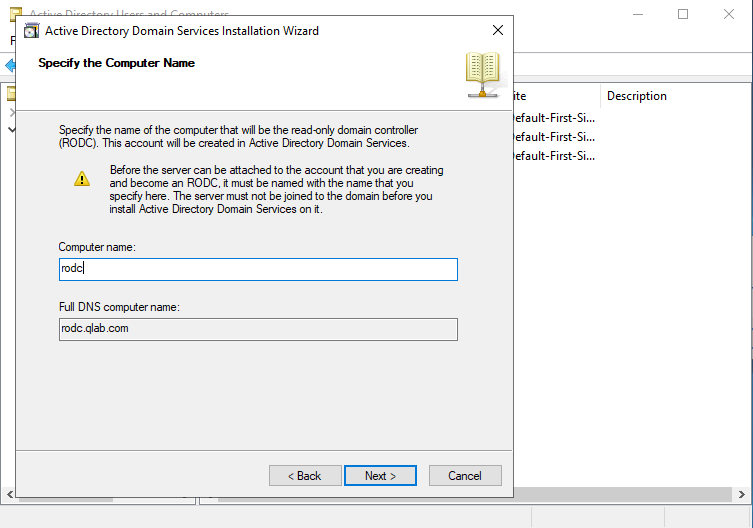 Active Directory Users and Computers
F
Active Directory Domain Services Installation Wizard
Specify the Computer Name
ite
Description
Default-First-Si...
Default-First-Si...
Default-First-Si...
Specify the name of the computer that will be the read-only domain controller
(RODC). This account will be created in Active Directory Domain Services.
Before the server can be attached to the account that you are creating
and become an RODC, it must be named with the name that you
specify here. The server must not be joined to the domain before you
install Active Directory Domain Services on it.
Computer name:
rodc
Full DNS computer name:
rodc.qlab.com
< Back
Next >
Cancel